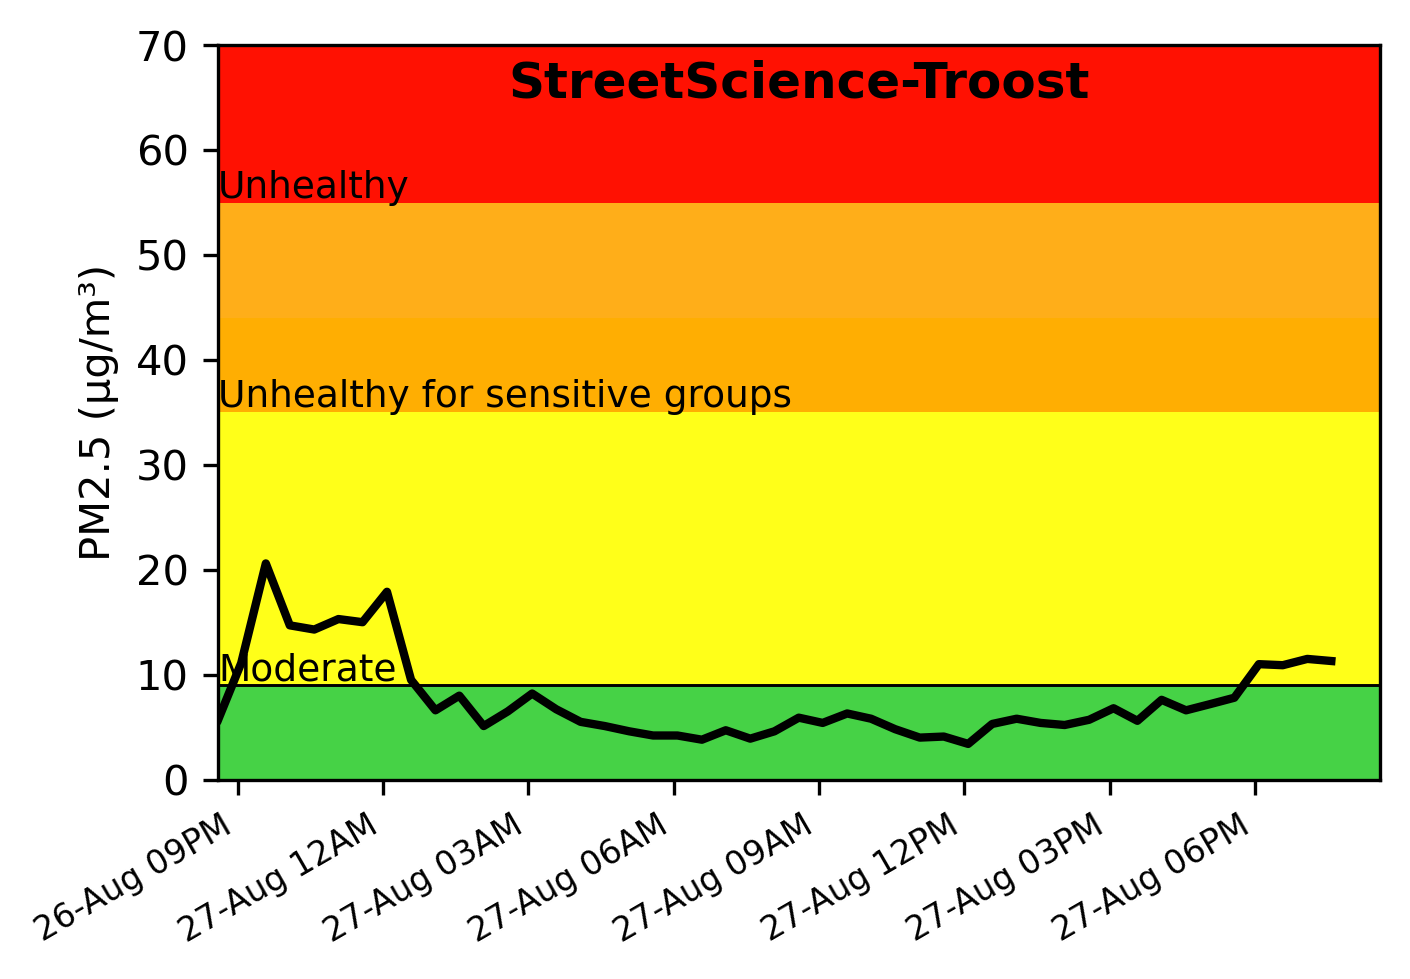 StreetScience-Troost
PM2.5 (µg/m³)
70
60
50
40
30
20
10
0
Unhealthy
Unhealthy for sensitive groups
Moderate
26-Aug 09PM
27-Aug 12AM
27-Aug 03AM
27-Aug 06AM
27-Aug 09AM
27-Aug 12PM
27-Aug 03PM
27-Aug 06PM